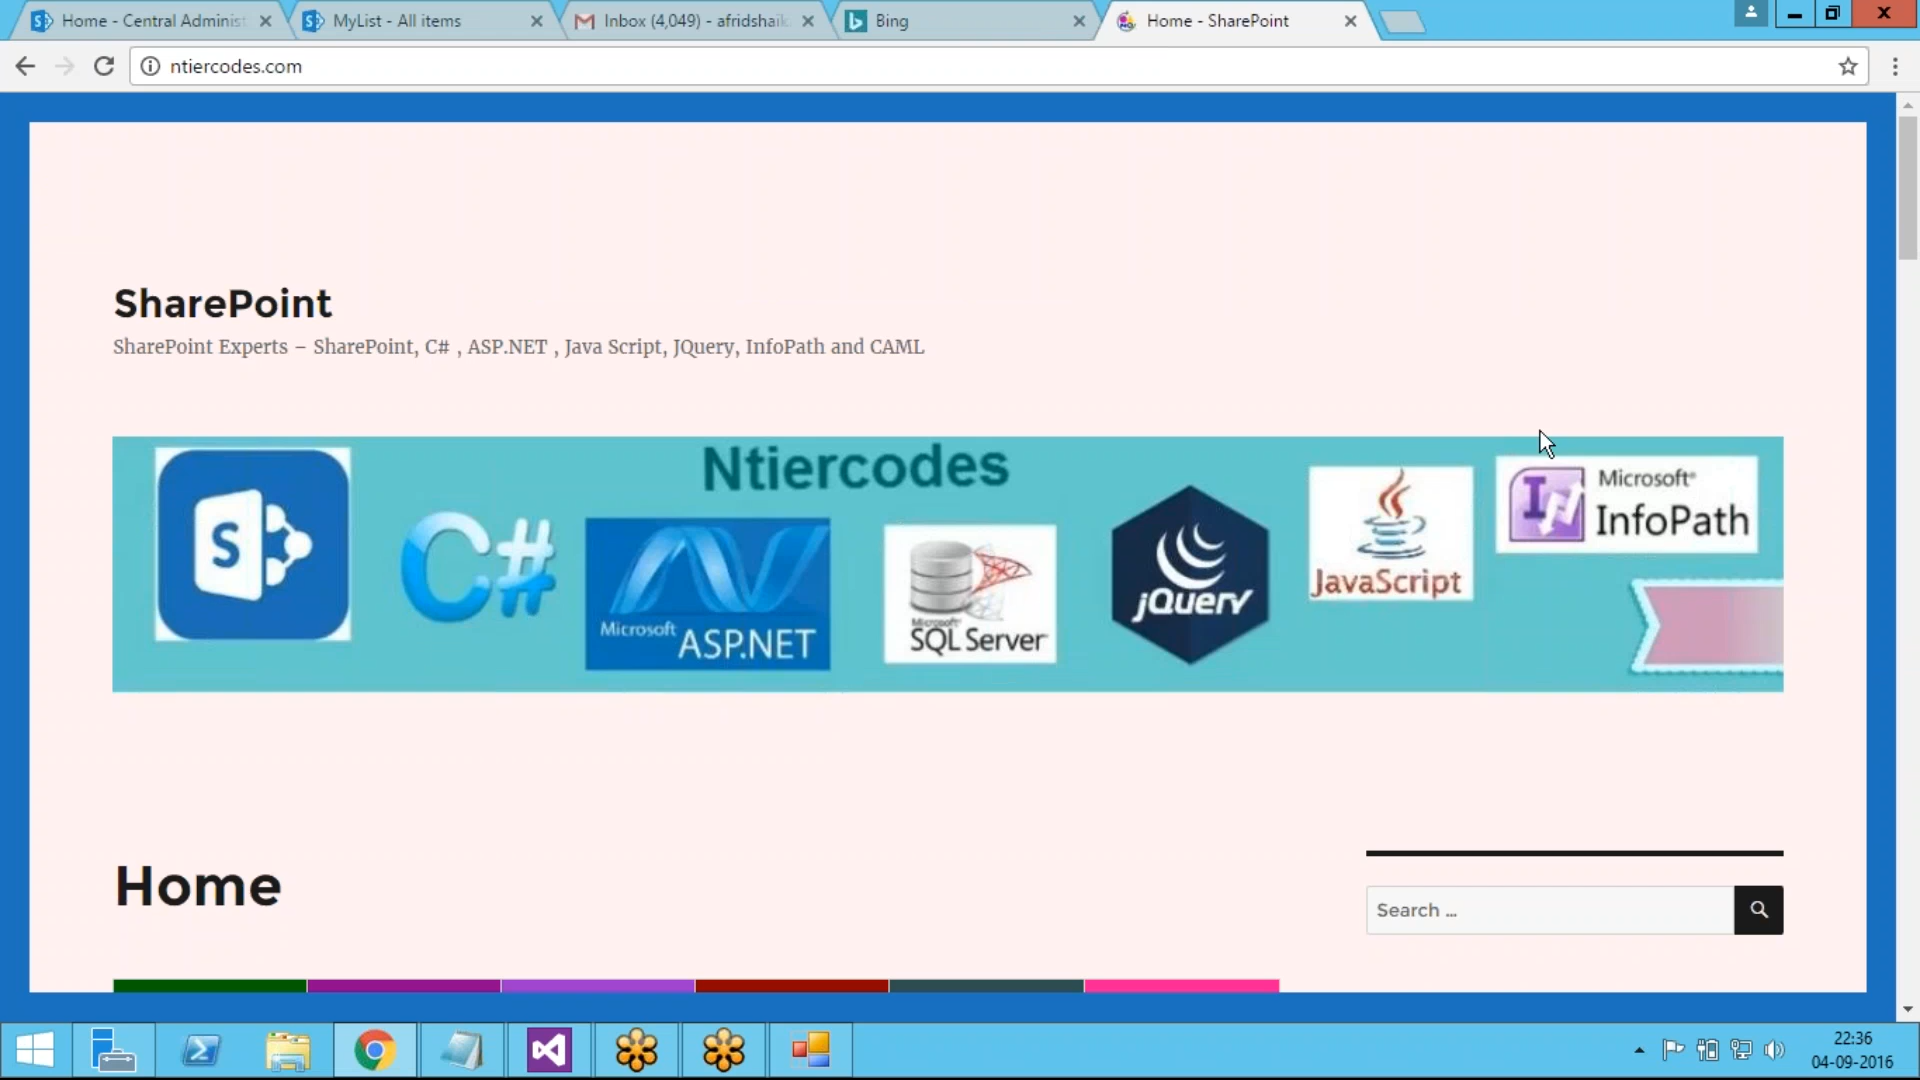 Home - Central Administ
MyList - All items
Inbox (4,049) - afridshaik
Bing
Home - SharePoint
ntiercodes.com
SharePoint
SharePoint Experts – SharePoint, C# , ASP.NET , Java Script, JQuery, InfoPath and CAML
Ntiercodes
S
C#
Microsoft ASP.NET
Microsoft SQL Server
jQuery
JavaScript
Microsoft InfoPath
Home
Search …
22:36
04-09-2016